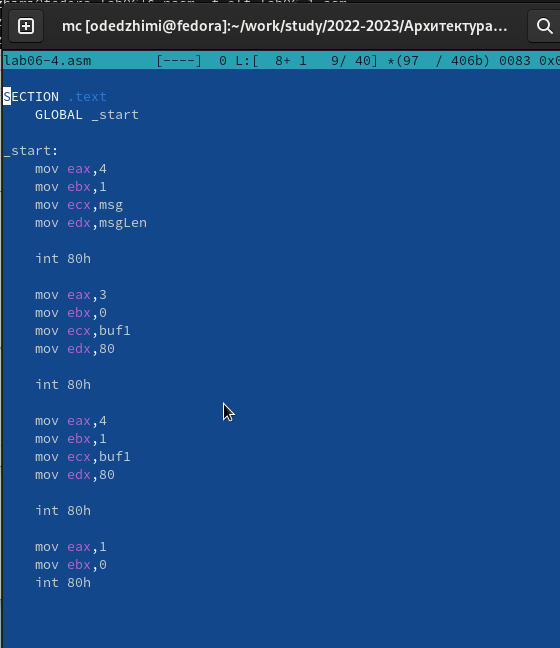 mc [odedzhimi@fedora]:~/work/study/2022-2023/Архитектура...
lab06-4.asm [----] 0 L:[ 8+ 1 9/ 40] *(97 / 406b) 0083 0x0
SECTION .text
GLOBAL _start
_start:
mov eax,4
mov ebx,1
mov ecx,msg
mov edx,msgLen
int 80h
mov eax,3
mov ebx,0
mov ecx,buf1
mov edx,80
int 80h
mov eax,4
mov ebx,1
mov ecx,buf1
mov edx,80
int 80h
mov eax,1
mov ebx,0
int 80h